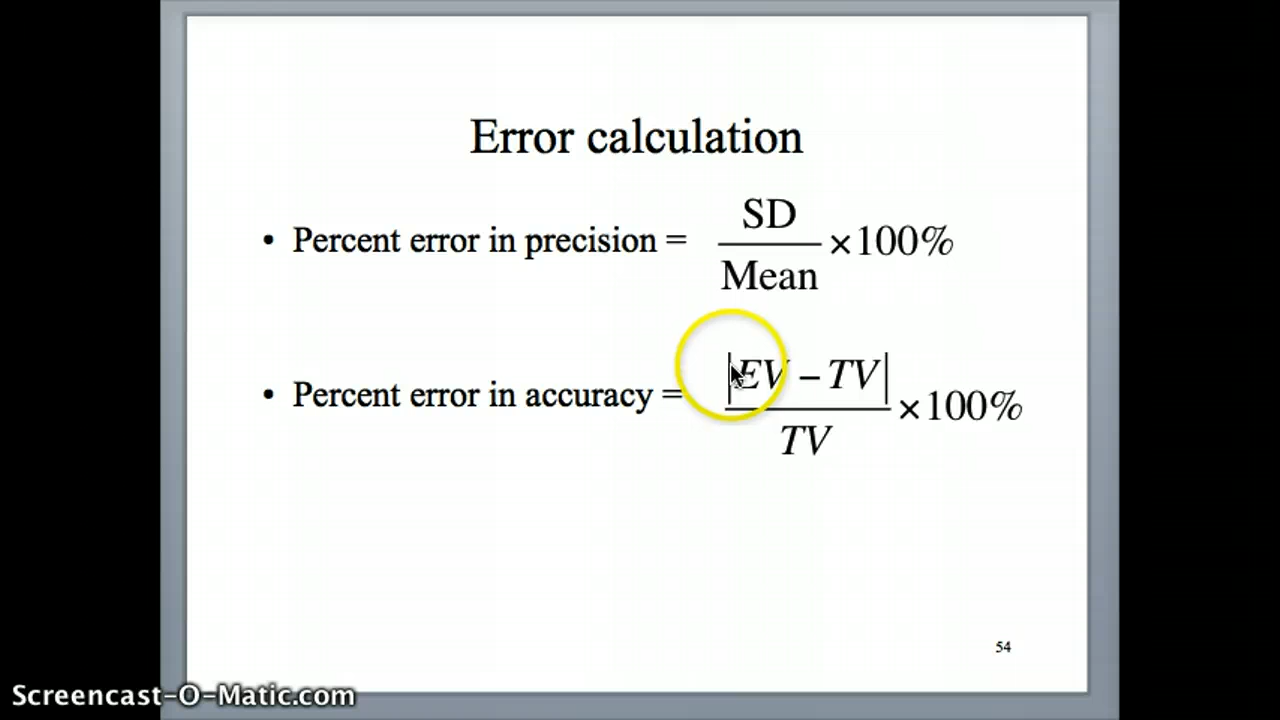 Error calculation
• Percent error in precision = SD / Mean ×100%
• Percent error in accuracy = |EV − TV| / TV ×100%
54
Screencast-O-Matic.com